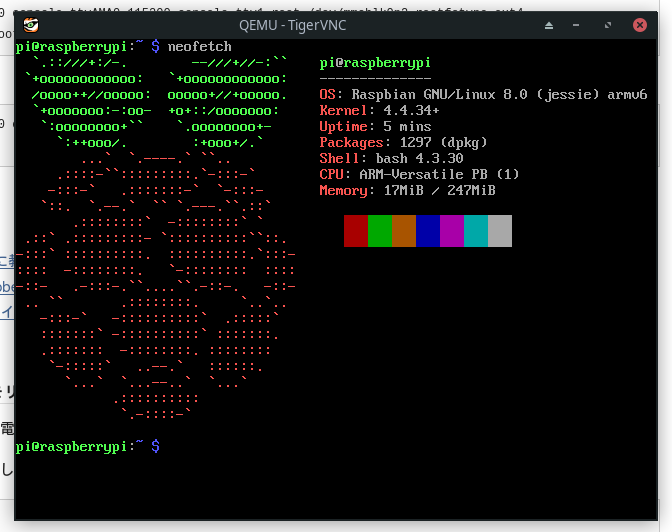 QEMU - TigerVNC
pi@raspberrypi:~ $ neofetch
pi@raspberrypi
--------------
OS: Raspbian GNU/Linux 8.0 (jessie) armv6
Kernel: 4.4.34+
Uptime: 5 mins
Packages: 1297 (dpkg)
Shell: bash 4.3.30
CPU: ARM-Versatile PB (1)
Memory: 17MiB / 247MiB
pi@raspberrypi:~ $